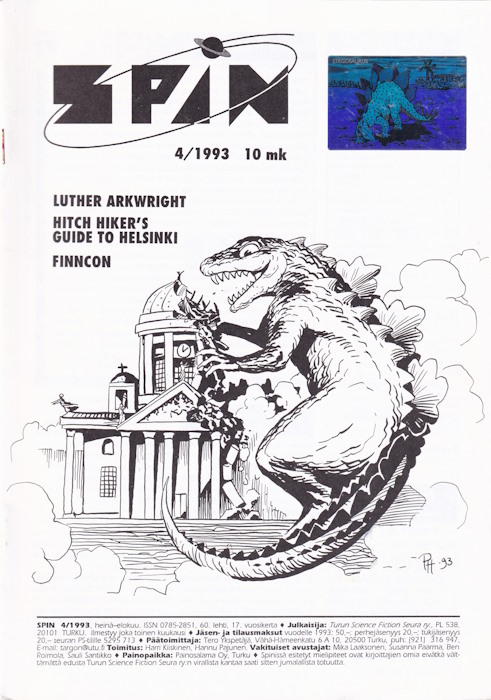 SPIN
STEGOSAURUS
4/1993 10 mk
LUTHER ARKWRIGHT
HITCH HIKER'S
GUIDE TO HELSINKI
FINNCON
PH -93
SPIN 4/1993, heinä-elokuu. ISSN 0785-2851, 60. lehti, 17. vuosikerta ♦ Julkaisija: Turun Science Fiction Seura ry., PL 538,
20101 TURKU. Ilmestyy joka toinen kuukausi ♦ Jäsen- ja tilausmaksut vuodelle 1993: 50,–; perhejäsenyys 20,–; tukijäsenyys
20,– seuran PS-tilille 5295 713 ♦ Päätoimittaja: Tero Ykspetäjä, Vähä-Hämeenkatu 6 A 10, 20500 Turku, puh: (921) 316 947,
E-mail: targon@utu.fi Toimitus: Harri Kiiskinen, Hannu Pajunen. Vakituiset avustajat: Mika Laaksonen, Susanna Paarma, Ben
Roimola, Sauli Santikko ♦ Painopaikka: Painosalama Oy, Turku ♦ Spinissä esitetyt mielipiteet ovat kirjoittajien omia eivätkä vält-
tämättä edusta Turun Science Fiction Seura ry:n virallista kantaa saati sitten jumalallista totuutta.